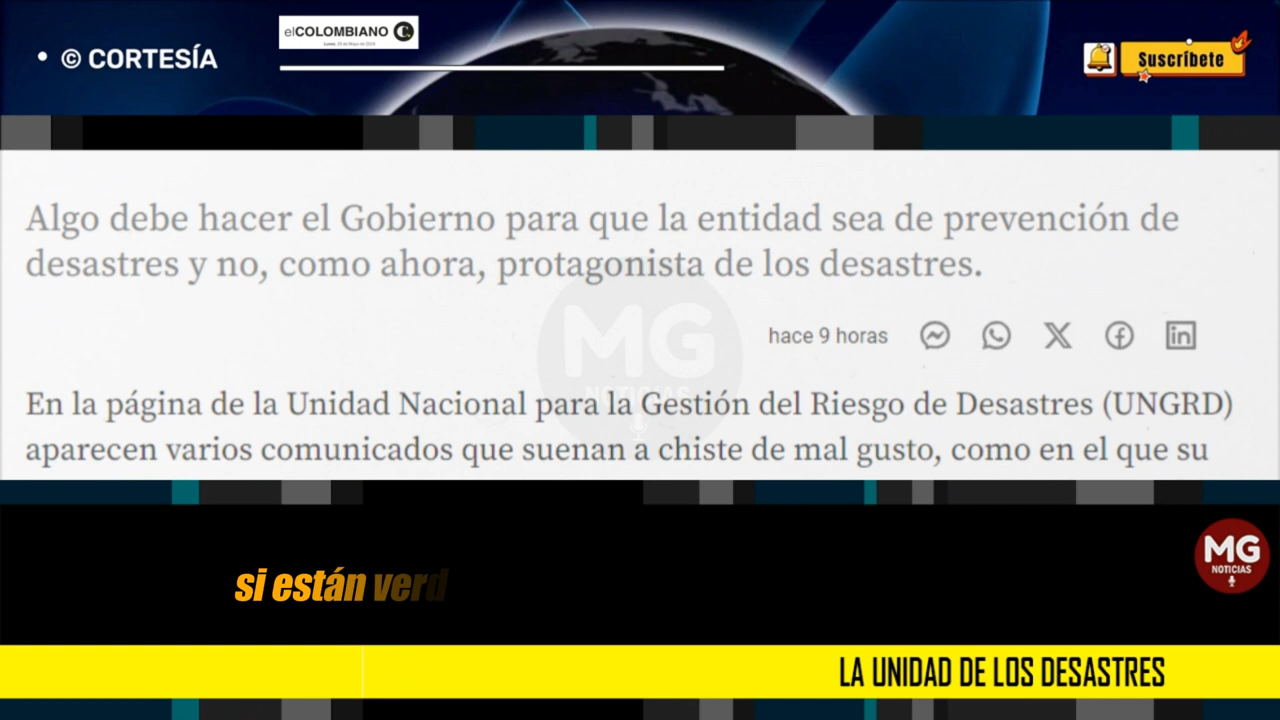 • © CORTESÍA
elCOLOMBIANO C
Suscríbete
Algo debe hacer el Gobierno para que la entidad sea de prevención de
desastres y no, como ahora, protagonista de los desastres.
hace 9 horas
MG
NOTICIAS
En la página de la Unidad Nacional para la Gestión del Riesgo de Desastres (UNGRD)
aparecen varios comunicados que suenan a chiste de mal gusto, como en el que su
MG
NOTICIAS
si están verd
LA UNIDAD DE LOS DESASTRES